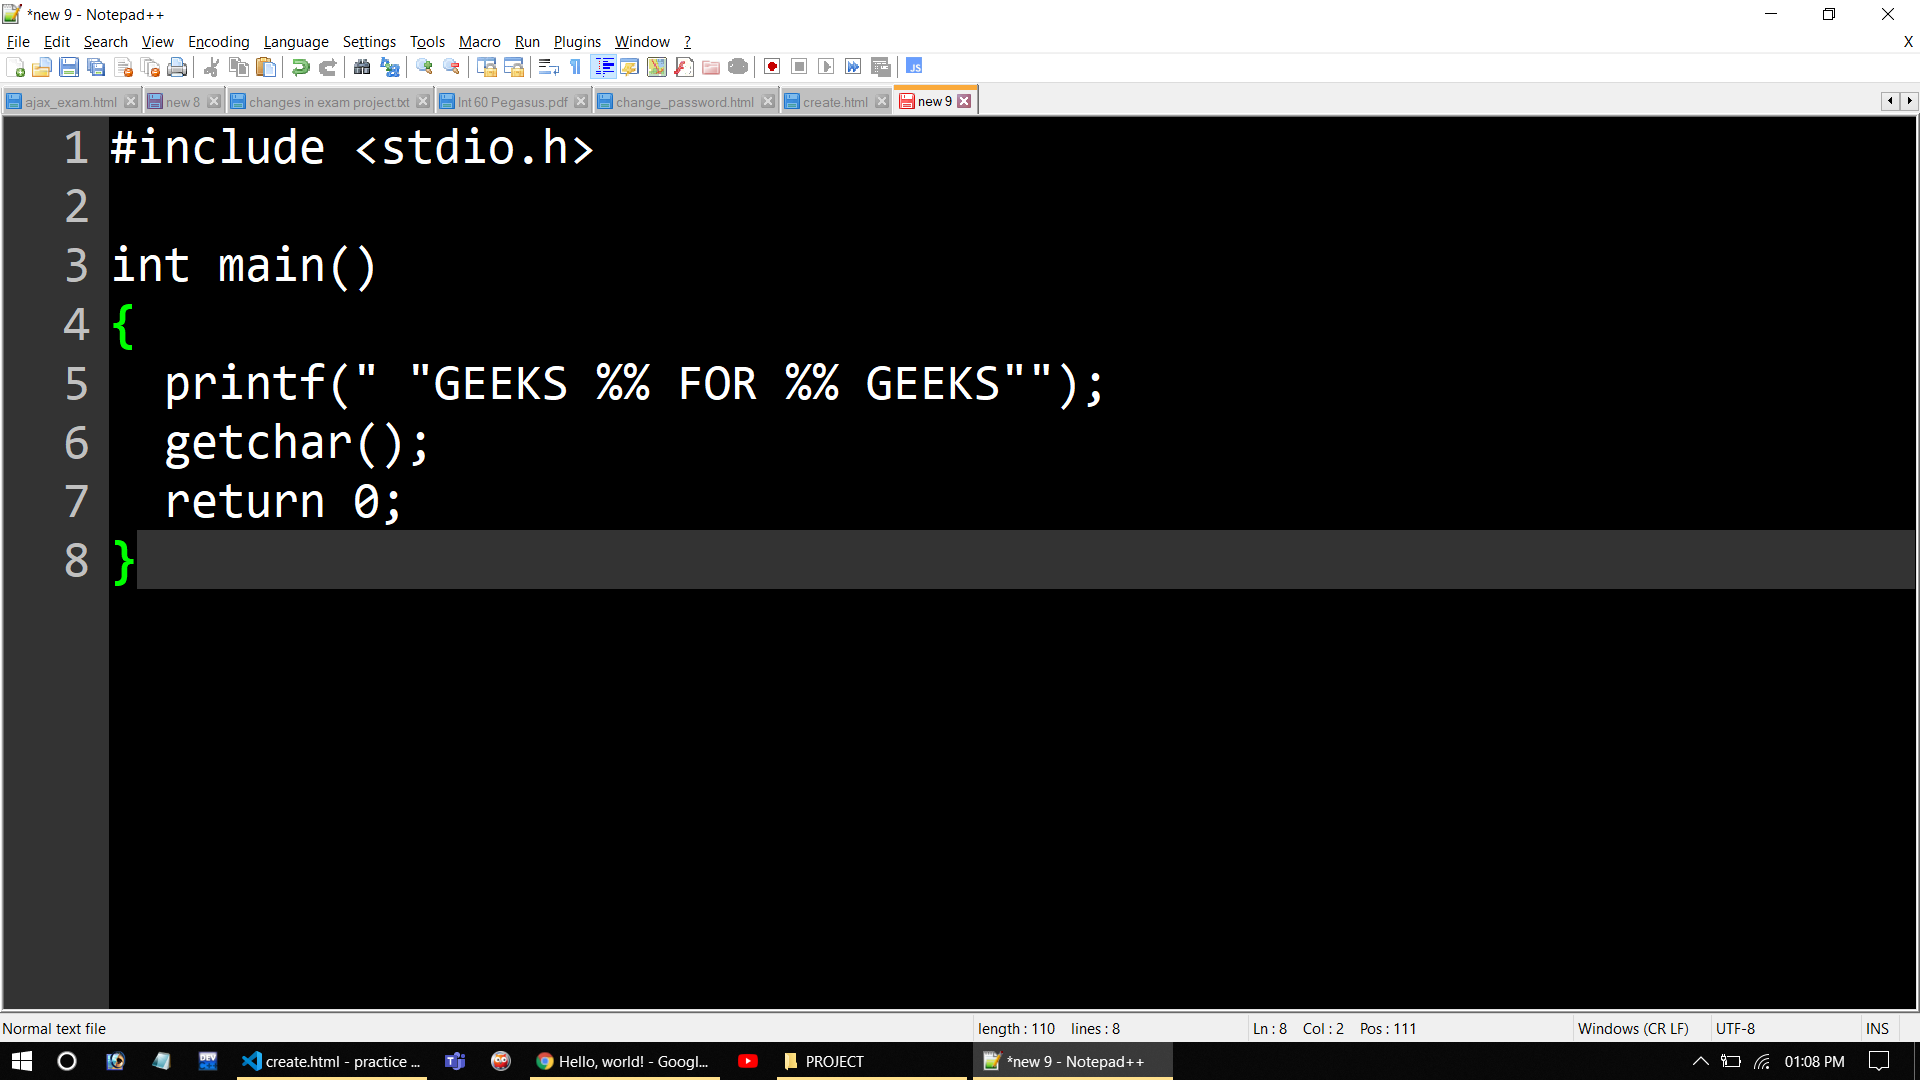 *new 9 - Notepad++
File Edit Search View Encoding Language Settings Tools Macro Run Plugins Window ? X
ajax_exam.html new 8 changes in exam project.txt Int 60 Pegasus.pdf change_password.html create.html new 9
1 #include <stdio.h>
2
3 int main()
4 {
5 printf(" "GEEKS %% FOR %% GEEKS"");
6 getchar();
7 return 0;
8 }
Normal text file length : 110 lines : 8 Ln : 8 Col : 2 Pos : 111 Windows (CR LF) UTF-8 INS
DEV create.html - practice ... Hello, world! - Googl... PROJECT *new 9 - Notepad++ 01:08 PM